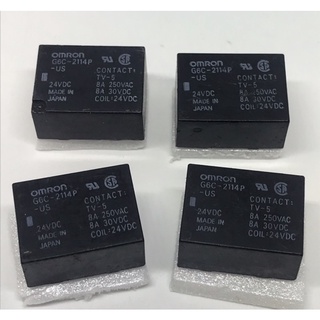 OMRON
G6C-2114P
-US
CONTACT:
TV-5
8A 250VAC
8A 30VDC
COIL:24VDC
24VDC
MADE IN
JAPAN
OMRON
G6C-2114P
-US
CONTACT:
TV-5
8A 250VAC
8A 30VDC
COIL:24VDC
24VDC
MADE IN
JAPAN
OMRON
G6C-2114P
-US
CONTACT:
TV-5
8A 250VAC
8A 30VDC
COIL:24VDC
24VDC
MADE IN
JAPAN
OMRON
G6C-2114P
-US
CONTACT:
TV-5
8A 250VAC
8A 30VDC
COIL:24VDC
24VDC
MADE IN
JAPAN